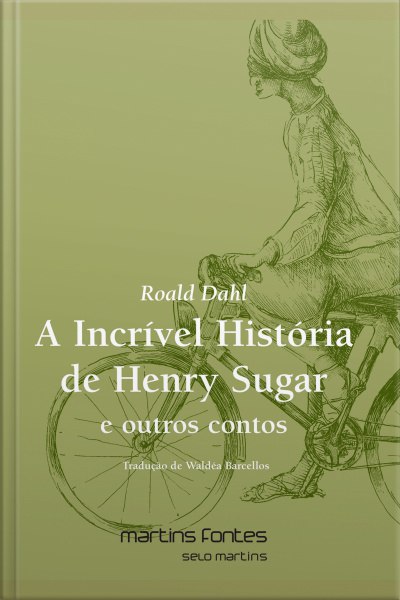 Roald Dahl
A Incrível História
de Henry Sugar
e outros contos
Tradução de Waldéa Barcellos
martins fontes
selo martins